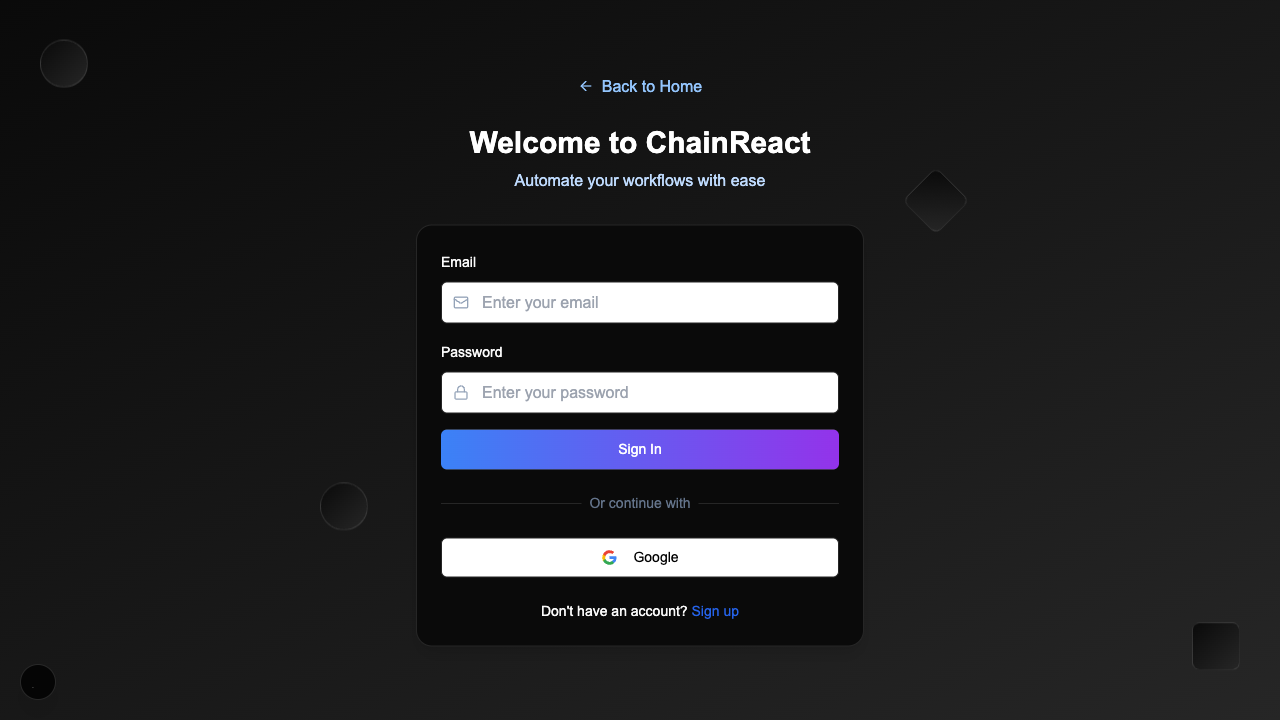 Back to Home
Welcome to ChainReact
Automate your workflows with ease
Email
Enter your email
Password
Enter your password
Sign In
Or continue with
Google
Don't have an account? Sign up